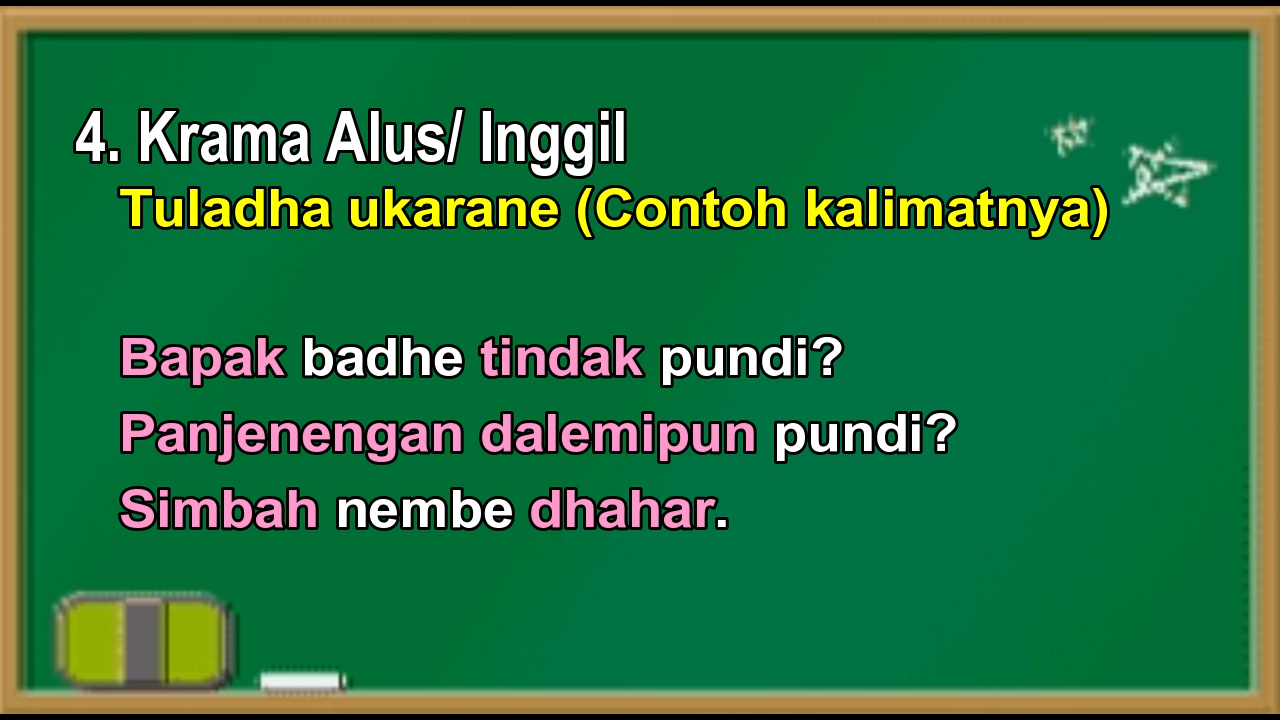 4. Krama Alus/ Inggil
Tuladha ukarane (Contoh kalimatnya)
Bapak badhe tindak pundi?
Panjenengan dalemipun pundi?
Simbah nembe dhahar.